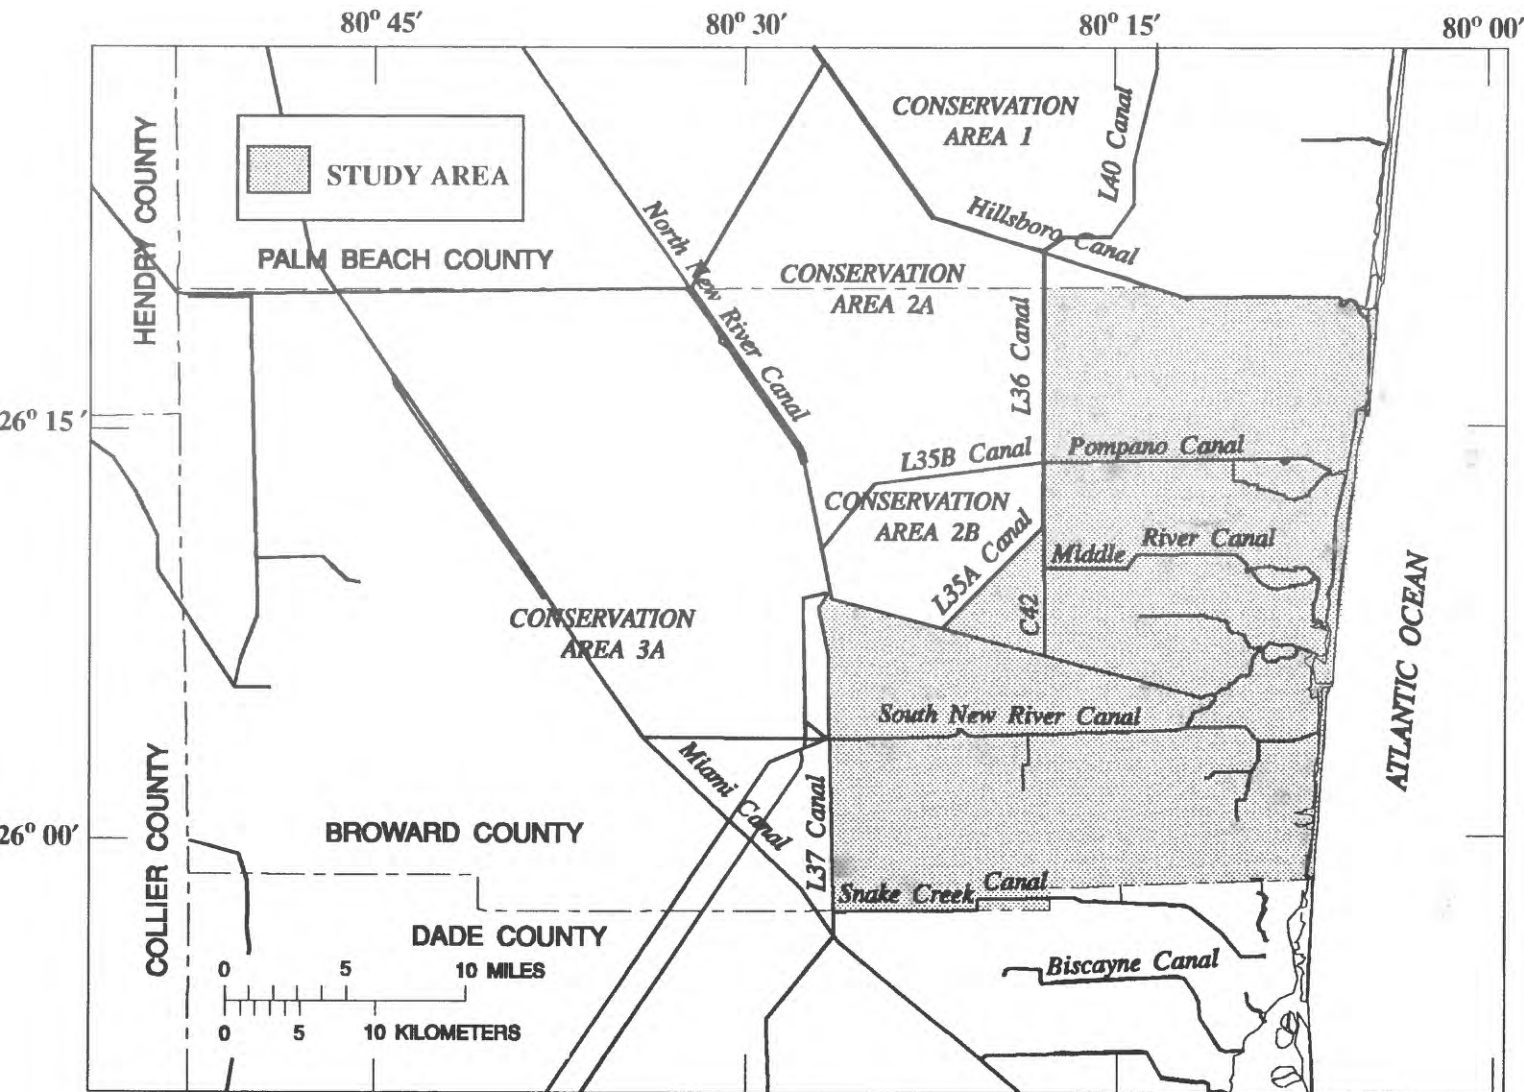 80° 45′
80° 30′
80° 15′
80° 00′
CONSERVATION
AREA 1
L40 Canal
HENDRY COUNTY
STUDY AREA
North New River Canal
Hillsboro Canal
PALM BEACH COUNTY
CONSERVATION
AREA 2A
L36 Canal
26° 15′
L35B Canal
Pompano Canal
CONSERVATION
AREA 2B
L35A Canal
Middle River Canal
C42
CONSERVATION
AREA 3A
ATLANTIC OCEAN
South New River Canal
Miami Canal
L37 Canal
COLLIER COUNTY
26° 00′
BROWARD COUNTY
Snake Creek Canal
DADE COUNTY
Biscayne Canal
0 5 10 MILES
0 5 10 KILOMETERS